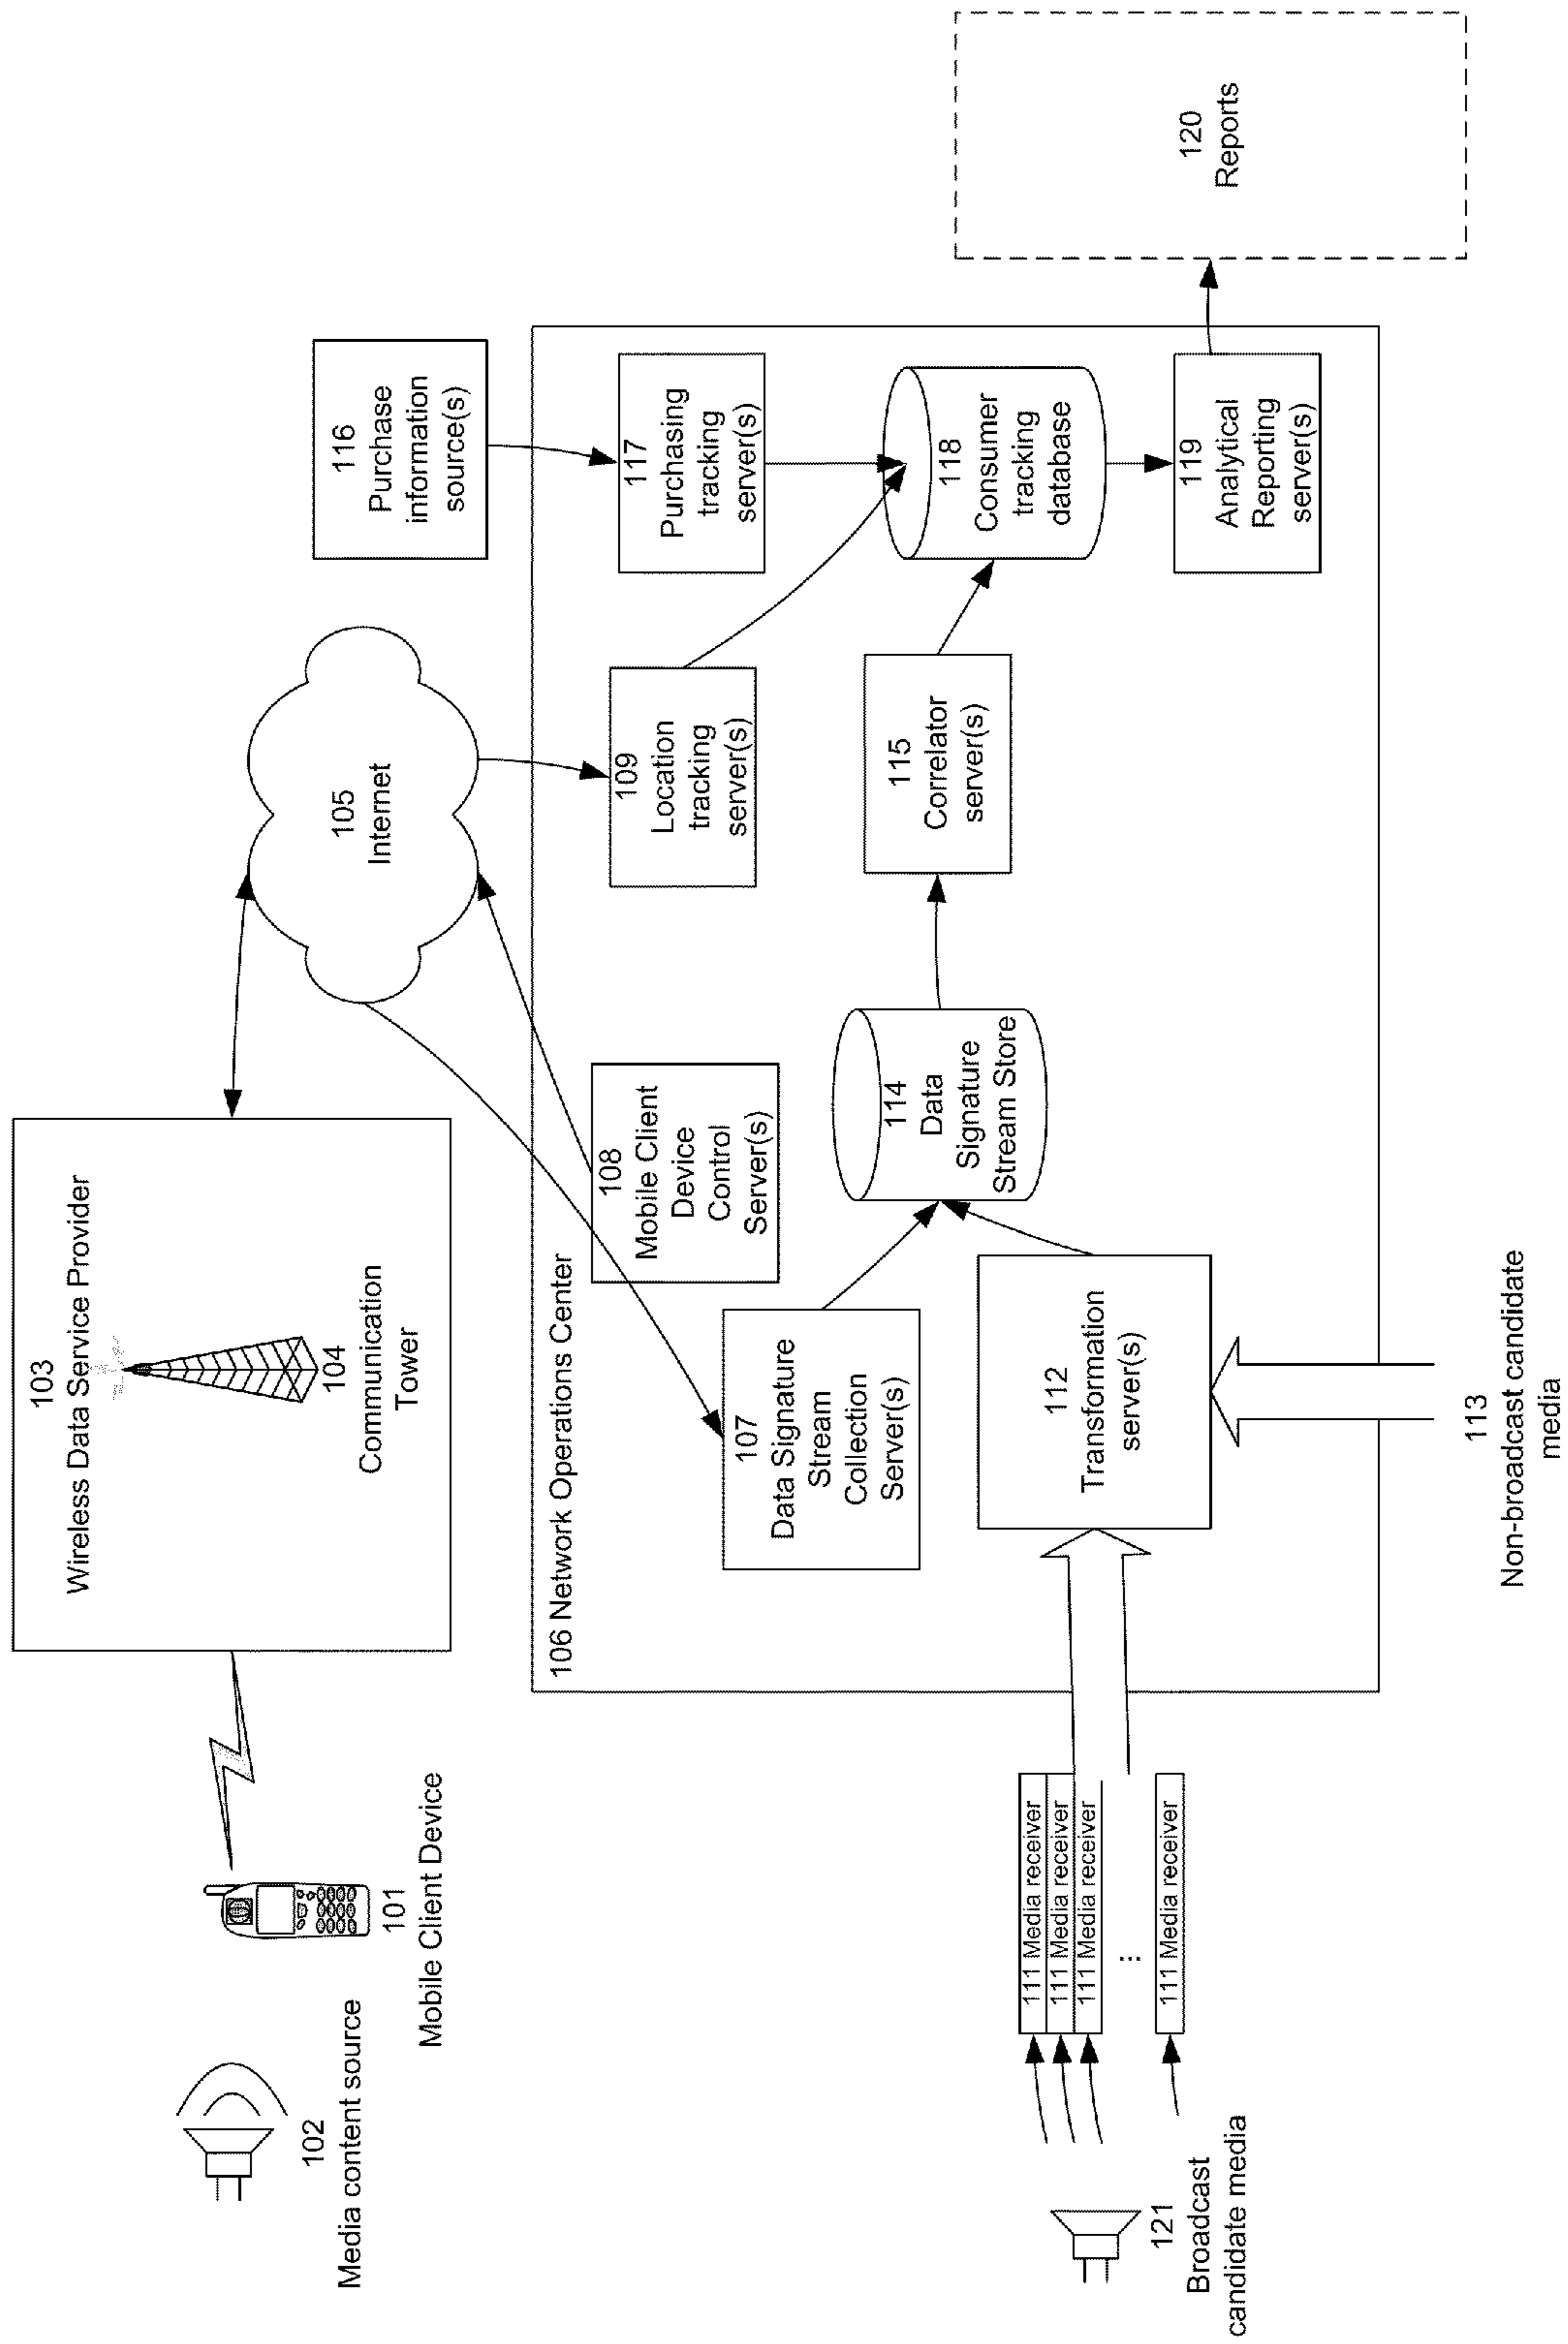 103
Wireless Data Service Provider
104
Communication
Tower
102
Media content source
101
Mobile Client Device
105
Internet
116
Purchase
information
source(s)
106 Network Operations Center
108
Mobile Client
Device
Control
Server(s)
109
Location
tracking
server(s)
117
Purchasing
tracking
server(s)
107
Data Signature
Stream
Collection
Server(s)
114
Data
Signature
Stream Store
115
Correlator
server(s)
118
Consumer
tracking
database
112
Transformation
server(s)
119
Analytical
Reporting
server(s)
120
Reports
111 Media receiver
111 Media receiver
111 Media receiver
...
111 Media receiver
121
Broadcast
candidate media
113
Non-broadcast candidate
media